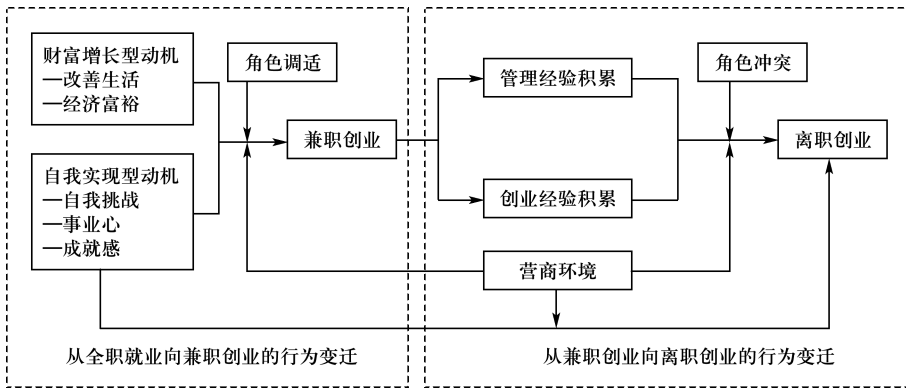 财富增长型动机
—改善生活
—经济富裕
自我实现型动机
—自我挑战
—事业心
—成就感
角色调适
兼职创业
从全职就业向兼职创业的行为变迁
管理经验积累
创业经验积累
营商环境
角色冲突
离职创业
从兼职创业向离职创业的行为变迁